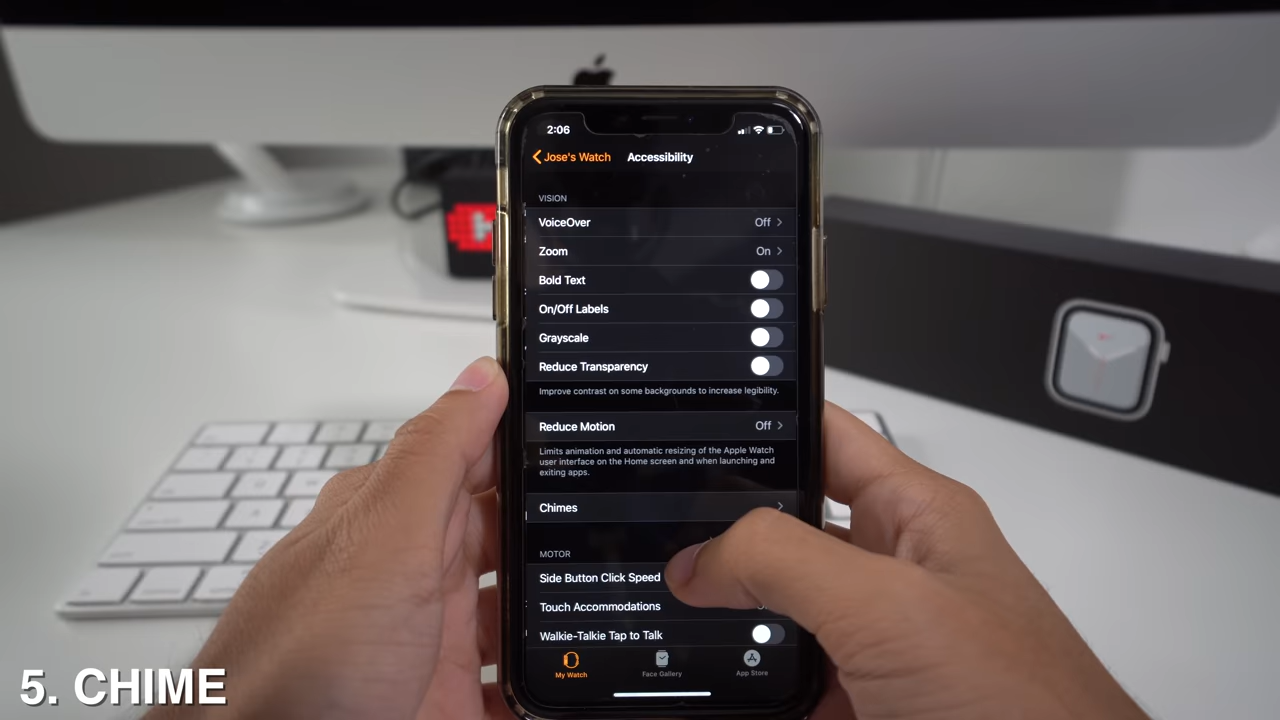 2:06
Jose's Watch Accessibility
VISION
VoiceOver Off
Zoom On
Bold Text
On/Off Labels
Grayscale
Reduce Transparency
Improve contrast on some backgrounds to increase legibility.
Reduce Motion Off
Limits animation and automatic resizing of the Apple Watch
user interface on the Home screen and when launching and
exiting apps.
Chimes
MOTOR
Side Button Click Speed
Touch Accommodations
Walkie-Talkie Tap to Talk
My Watch Face Gallery App Store
5. CHIME